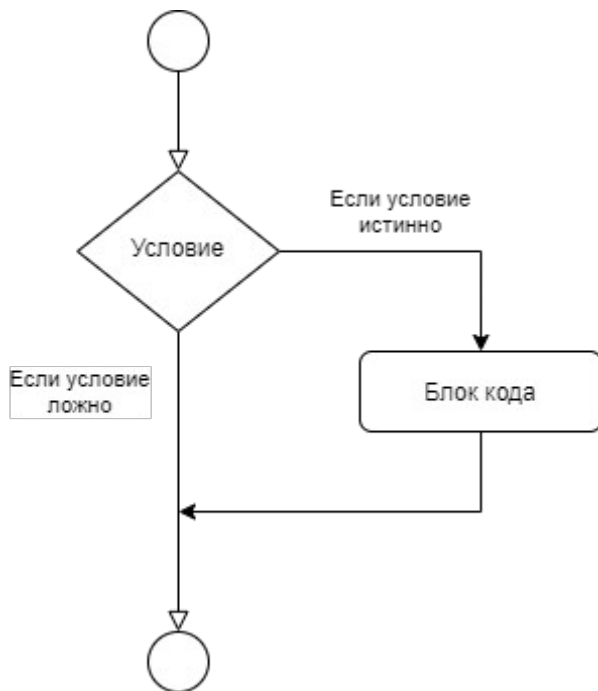 Если условие
истинно
Условие
Если условие
ложно
Блок кода